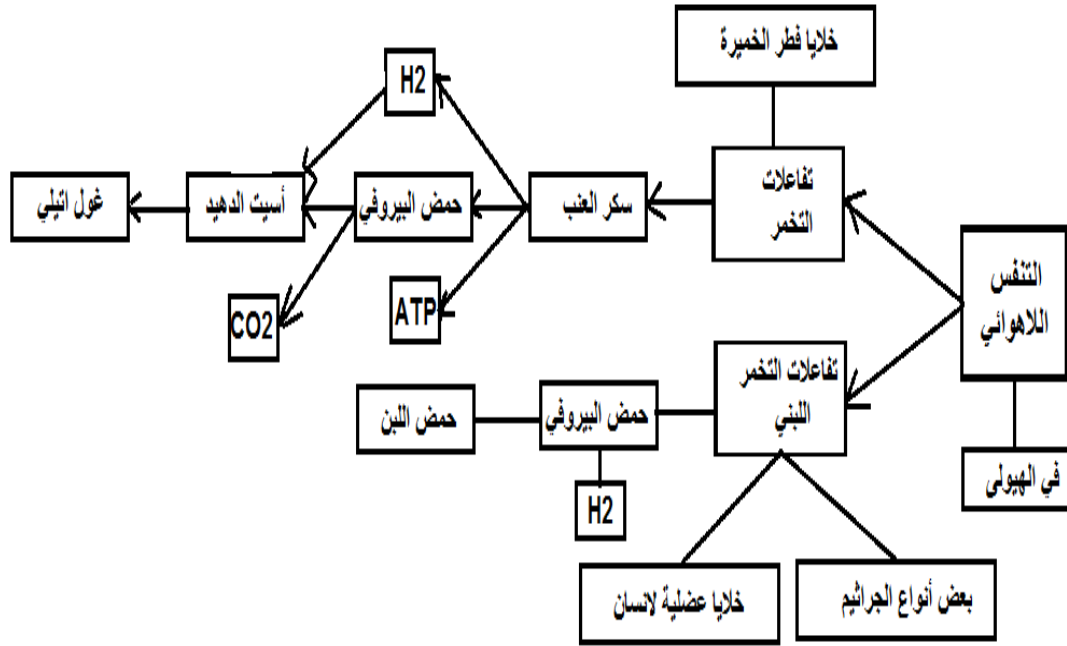 خلايا فطر الخميرة
H2
تفاعلات
التخمر
سكر العنب
حمض البيروفي
أسيت الدهيد
غول اتيلي
التنفس
اللاهوائي
ATP
CO2
تفاعلات التخمر
اللبني
حمض البيروفي
حمض اللبن
في الهيولى
H2
بعض أنواع الجراثيم
خلايا عضلية لانسان